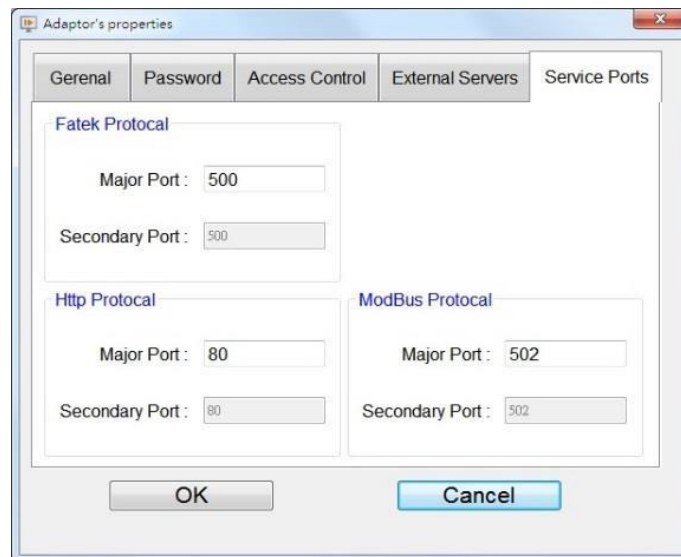 Adaptor's properties
Gerenal Password Access Control External Servers Service Ports
Fatek Protocal
Major Port : 500
Secondary Port : 500
Http Protocal
Major Port : 80
Secondary Port : 80
ModBus Protocal
Major Port : 502
Secondary Port : 502
OK Cancel